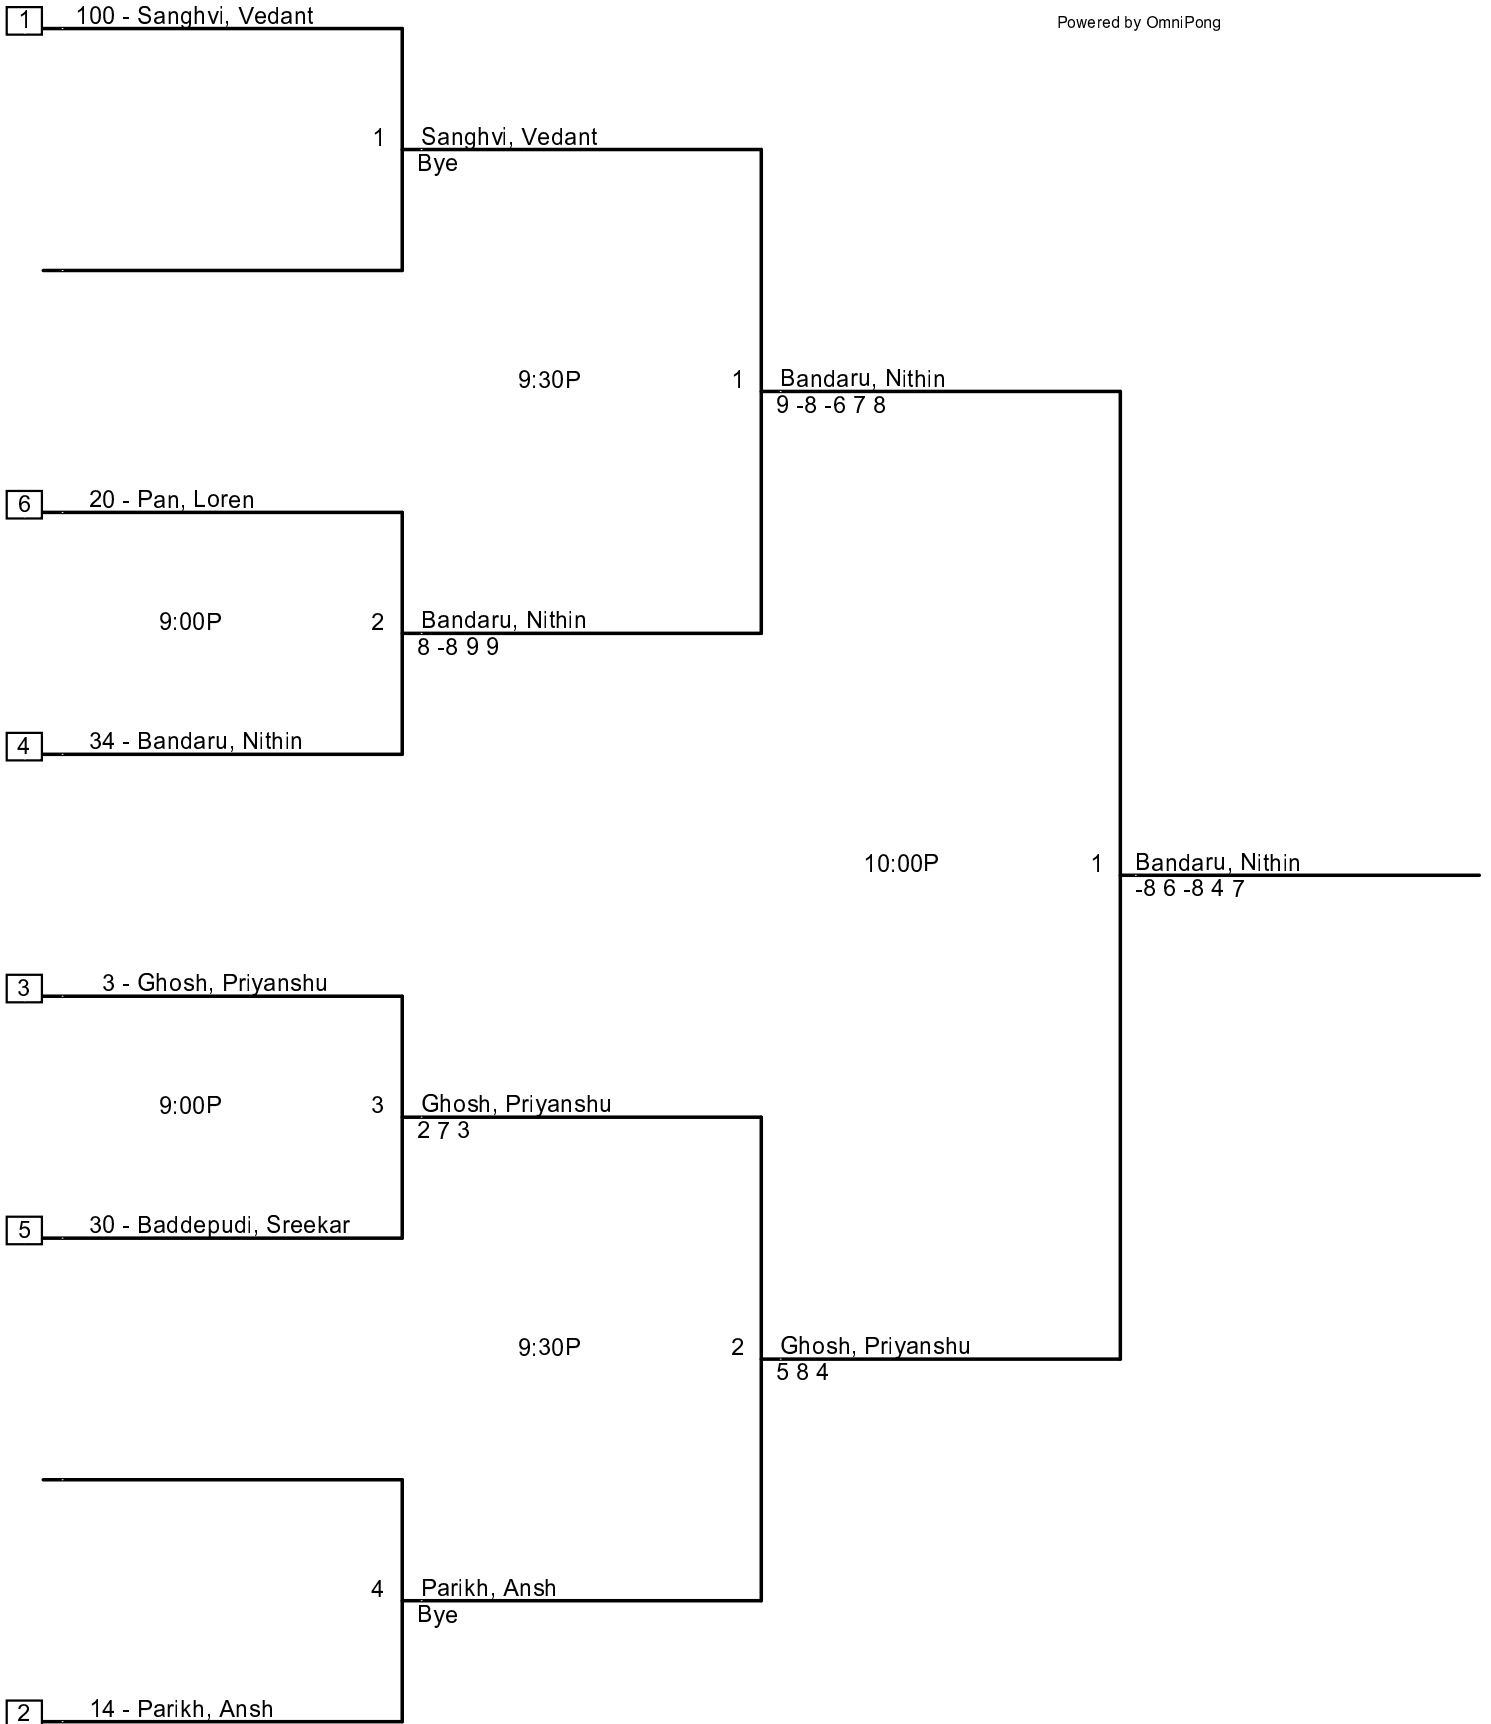 1 100 - Sanghvi, Vedant
Powered by OmniPong
1 Sanghvi, Vedant
Bye
9:30P 1 Bandaru, Nithin
9 -8 -6 7 8
6 20 - Pan, Loren
9:00P 2 Bandaru, Nithin
8 -8 9 9
4 34 - Bandaru, Nithin
10:00P 1 Bandaru, Nithin
-8 6 -8 4 7
3 3 - Ghosh, Priyanshu
9:00P 3 Ghosh, Priyanshu
2 7 3
5 30 - Baddepudi, Sreekar
9:30P 2 Ghosh, Priyanshu
5 8 4
4 Parikh, Ansh
Bye
2 14 - Parikh, Ansh